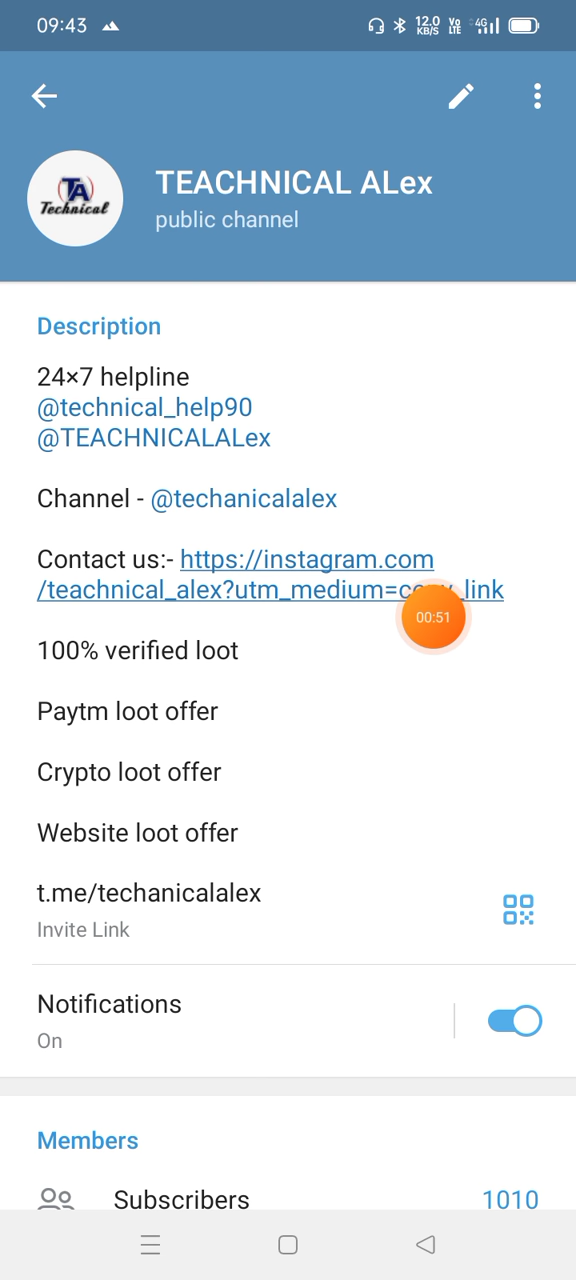 09:43
12.0
KB/S
Vo
LTE
4G
TEACHNICAL ALex
public channel
TA
Technical
Description
24×7 helpline
@technical_help90
@TEACHNICALALex
Channel - @techanicalalex
Contact us:- https://instagram.com
/teachnical_alex?utm_medium=copy_link
00:51
100% verified loot
Paytm loot offer
Crypto loot offer
Website loot offer
t.me/techanicalalex
Invite Link
Notifications
On
Members
Subscribers
1010